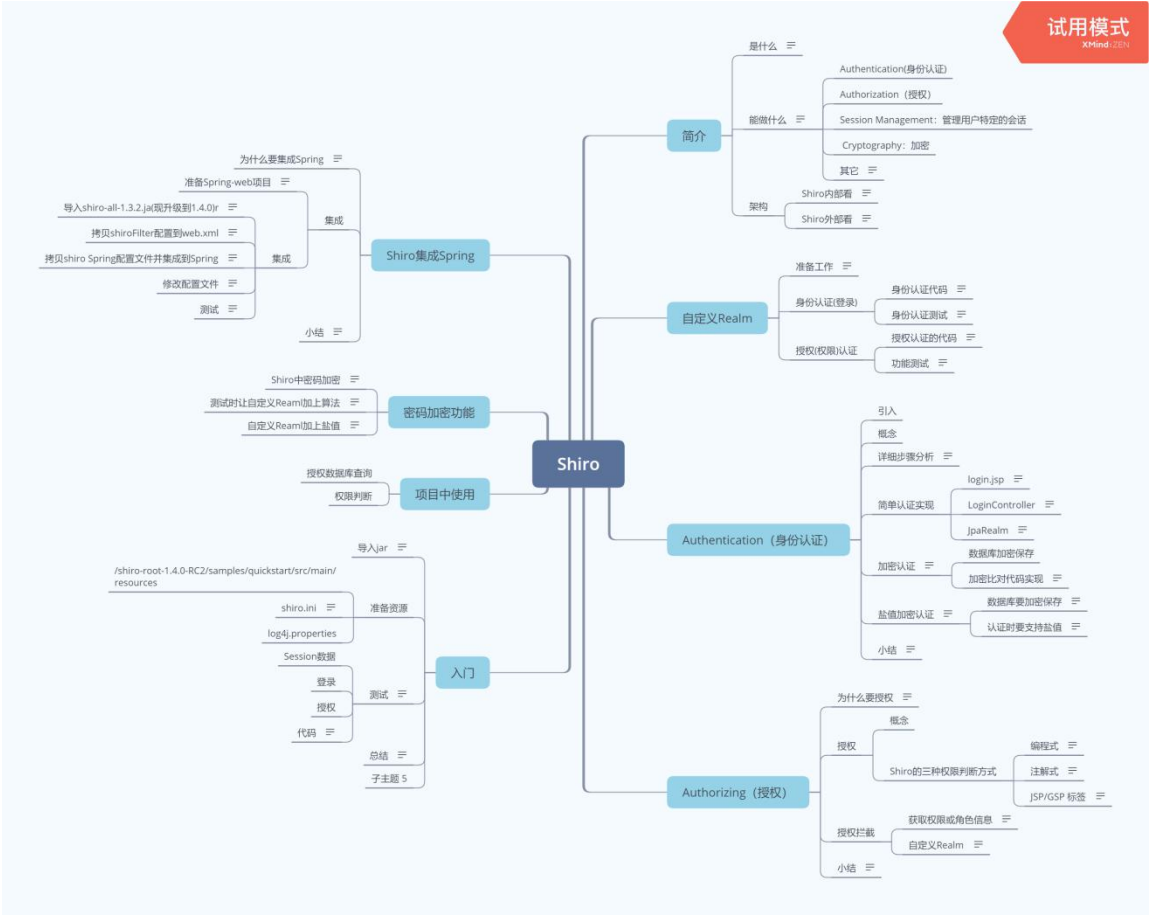 试用模式
XMind:ZEN
Shiro
简介
是什么
能做什么
Authentication(身份认证)
Authorization（授权）
Session Management：管理用户特定的会话
Cryptography：加密
其它
架构
Shiro内部看
Shiro外部看
自定义Realm
准备工作
身份认证(登录)
身份认证代码
身份认证测试
授权(权限)认证
授权认证的代码
功能测试
Authentication（身份认证）
引入
概念
详细步骤分析
简单认证实现
login.jsp
LoginController
JpaRealm
加密认证
数据库加密保存
加密比对代码实现
盐值加密认证
数据库要加密保存
认证时要支持盐值
小结
Authorizing（授权）
为什么要授权
授权
概念
Shiro的三种权限判断方式
编程式
注解式
JSP/GSP 标签
授权拦截
获取权限或角色信息
自定义Realm
小结
Shiro集成Spring
为什么要集成Spring
集成
准备Spring-web项目
集成
导入shiro-all-1.3.2.ja(现升级到1.4.0)r
拷贝shiroFilter配置到web.xml
拷贝shiro Spring配置文件并集成到Spring
修改配置文件
测试
小结
密码加密功能
Shiro中密码加密
测试时让自定义Reaml加上算法
自定义Reaml加上盐值
项目中使用
授权数据库查询
权限判断
入门
导入jar
准备资源
/shiro-root-1.4.0-RC2/samples/quickstart/src/main/
resources
shiro.ini
log4j.properties
测试
Session数据
登录
授权
代码
总结
子主题 5